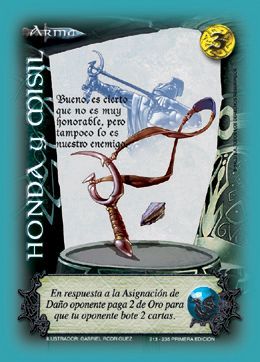 Arma
3
Bueno, es cierto
que no es muy
honorable, pero
tampoco lo es
nuestro enemigo.
HONDA y MISIL
En respuesta a la Asignación de
Daño oponente paga 2 de Oro para
que tu oponente bote 2 cartas.
ILUSTRADOR: GABRIEL RODRIGUEZ
213 - 235 PRIMERA EDICION